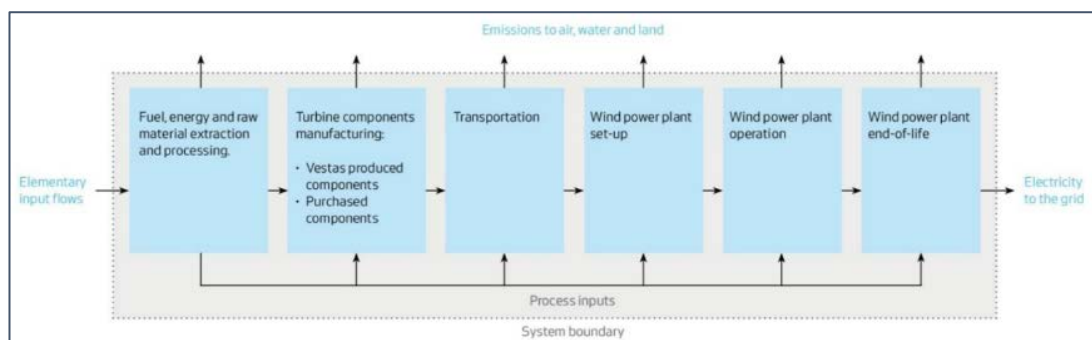 Emissions to air, water and land
Fuel, energy and raw
material extraction
and processing.
Turbine components
manufacturing:
• Vestas produced
components
• Purchased
components
Transportation
Wind power plant
set-up
Wind power plant
operation
Wind power plant
end-of-life
Elementary
input flows
Electricity
to the grid
Process inputs
System boundary